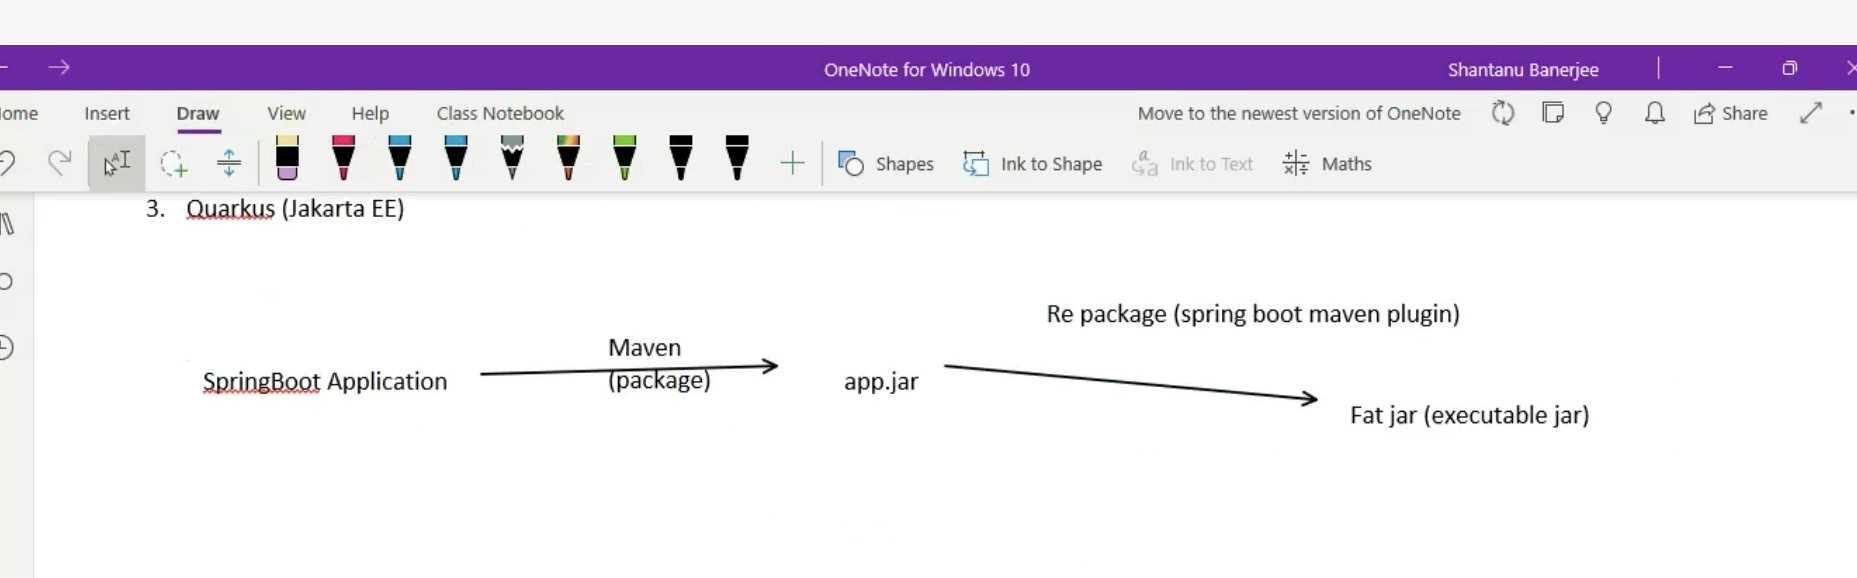 OneNote for Windows 10
Shantanu Banerjee
Insert Draw View Help Class Notebook
Move to the newest version of OneNote
Share
Shapes
Ink to Shape
Ink to Text
Maths
3. Quarkus (Jakarta EE)
Re package (spring boot maven plugin)
Maven
(package)
SpringBoot Application
app.jar
Fat jar (executable jar)